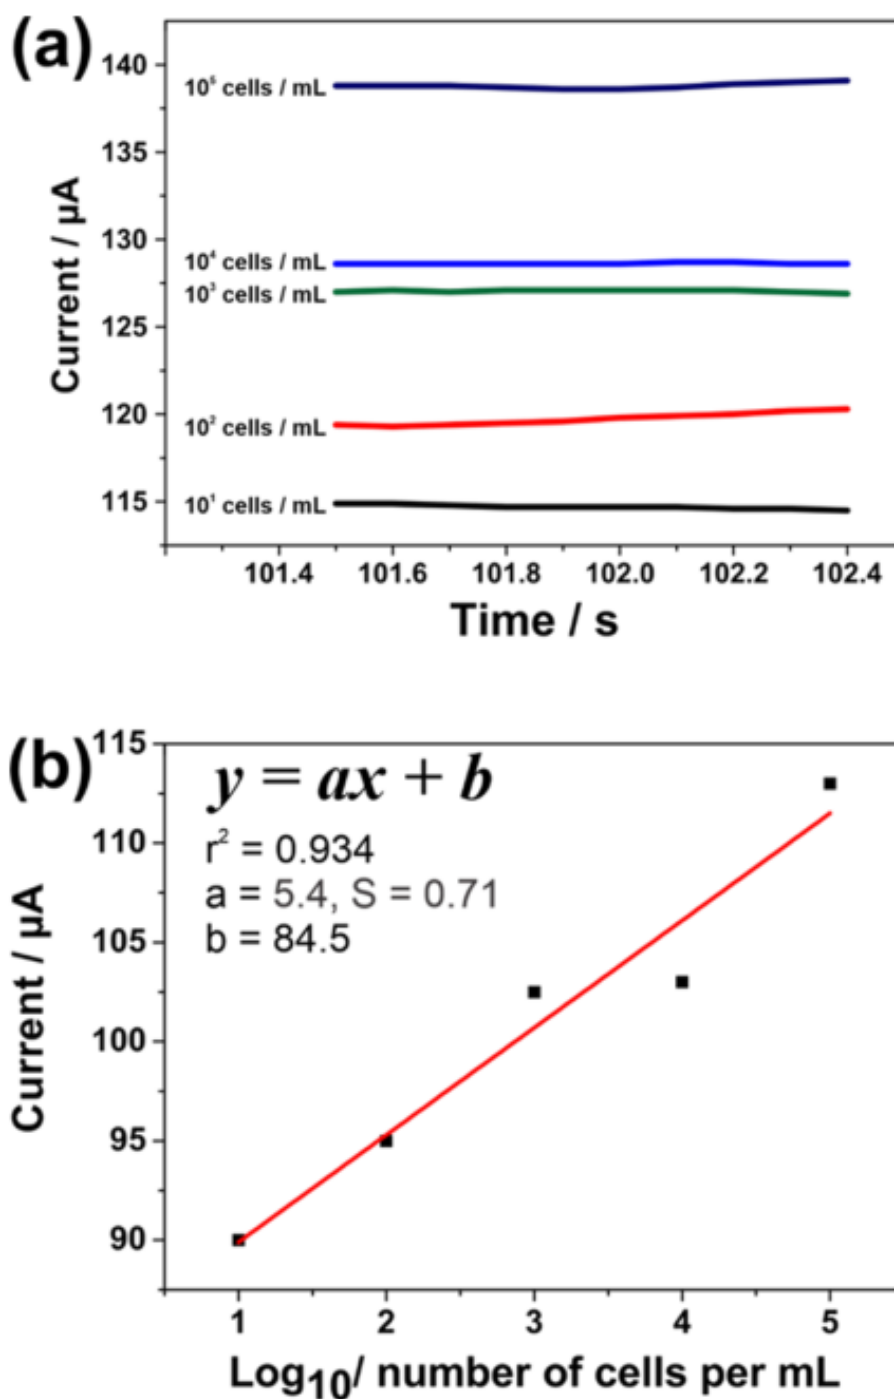 (a)
140
135
130
125
120
115
Current / µA
10⁵ cells / mL
10⁴ cells / mL
10³ cells / mL
10² cells / mL
10¹ cells / mL
101.4 101.6 101.8 102.0 102.2 102.4
Time / s
(b)
115
110
105
100
95
90
Current / µA
y = ax + b
r² = 0.934
a = 5.4, S = 0.71
b = 84.5
1 2 3 4 5
Log₁₀/ number of cells per mL